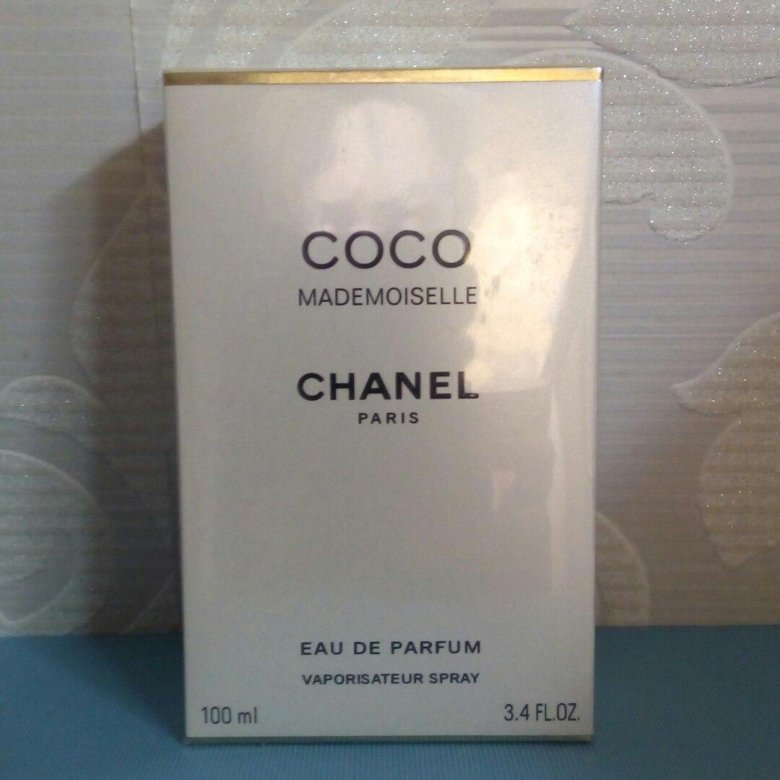 COCO
MADEMOISELLE
CHANEL
PARIS
EAU DE PARFUM
VAPORISATEUR SPRAY
100 ml 3.4 FL.OZ.